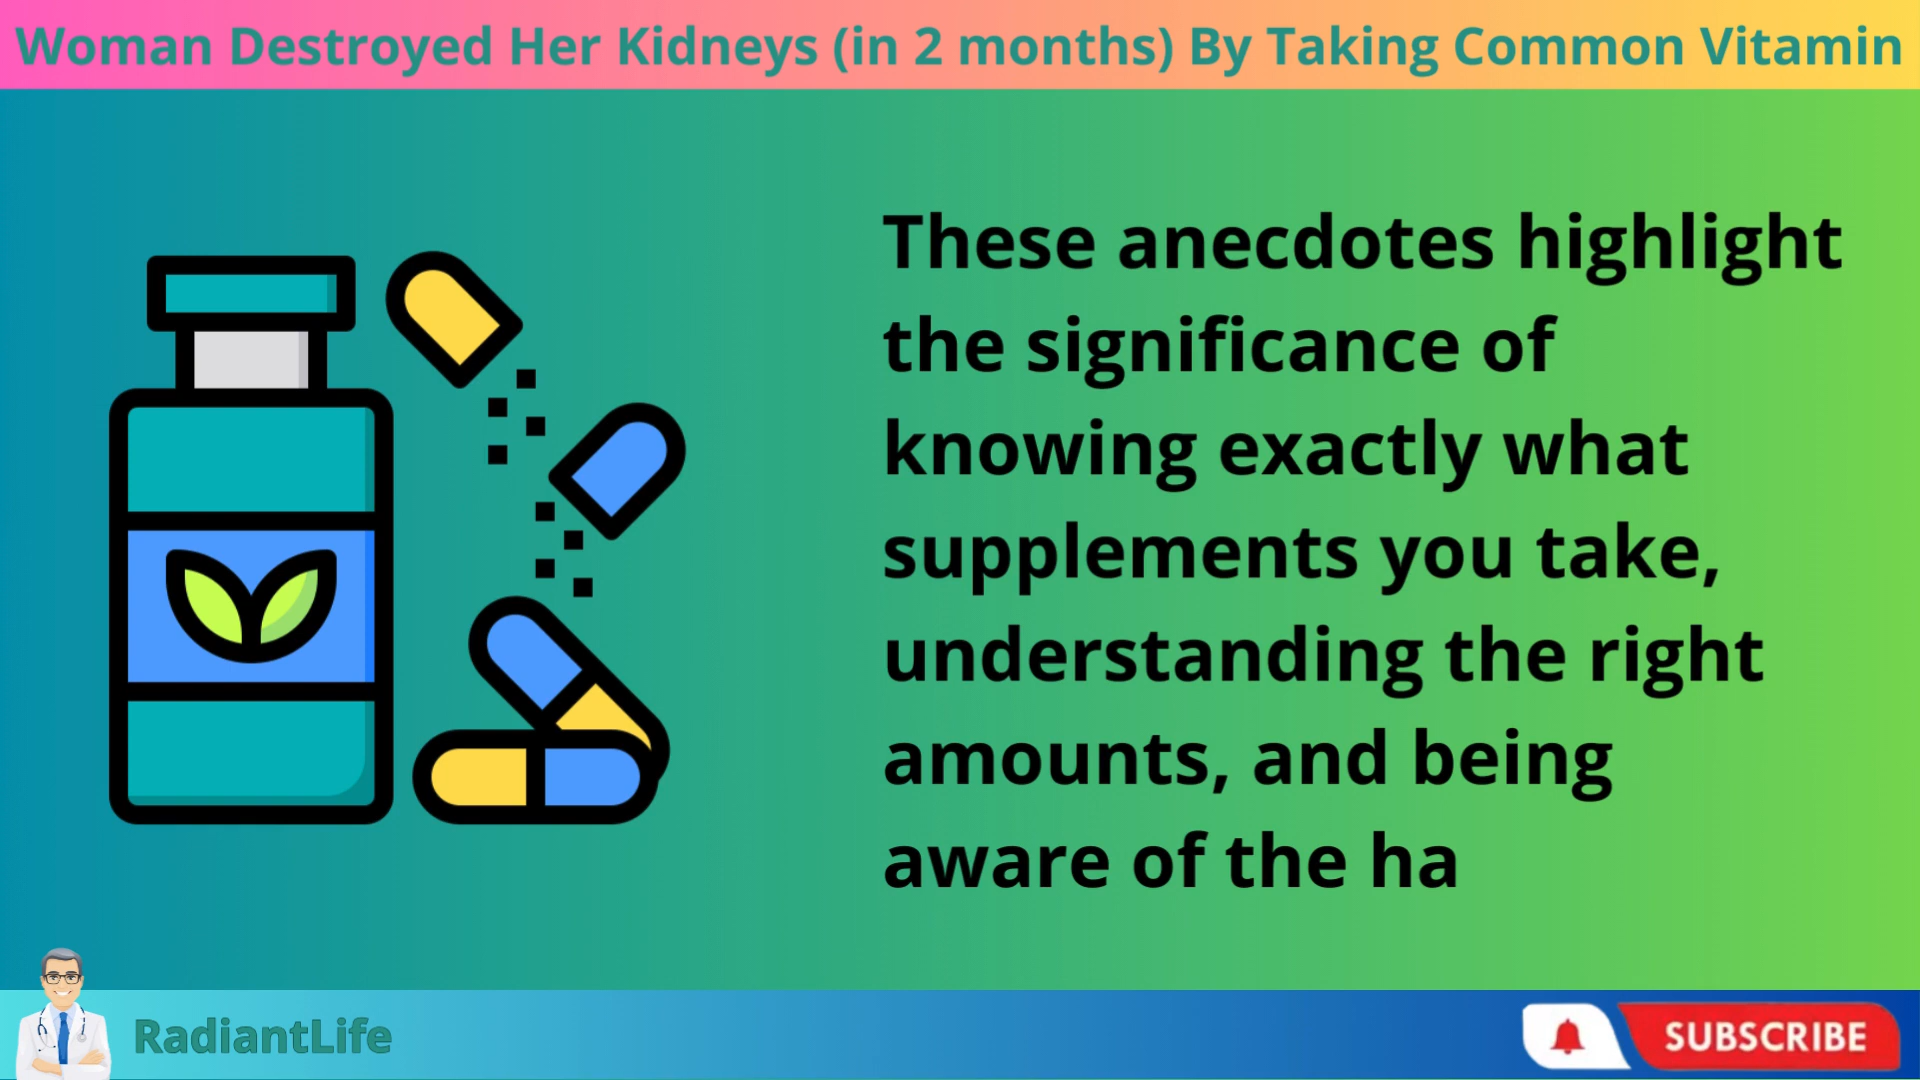 Woman Destroyed Her Kidneys (in 2 months) By Taking Common Vitamin
These anecdotes highlight
the significance of
knowing exactly what
supplements you take,
understanding the right
amounts, and being
aware of the ha
RadiantLife
SUBSCRIBE